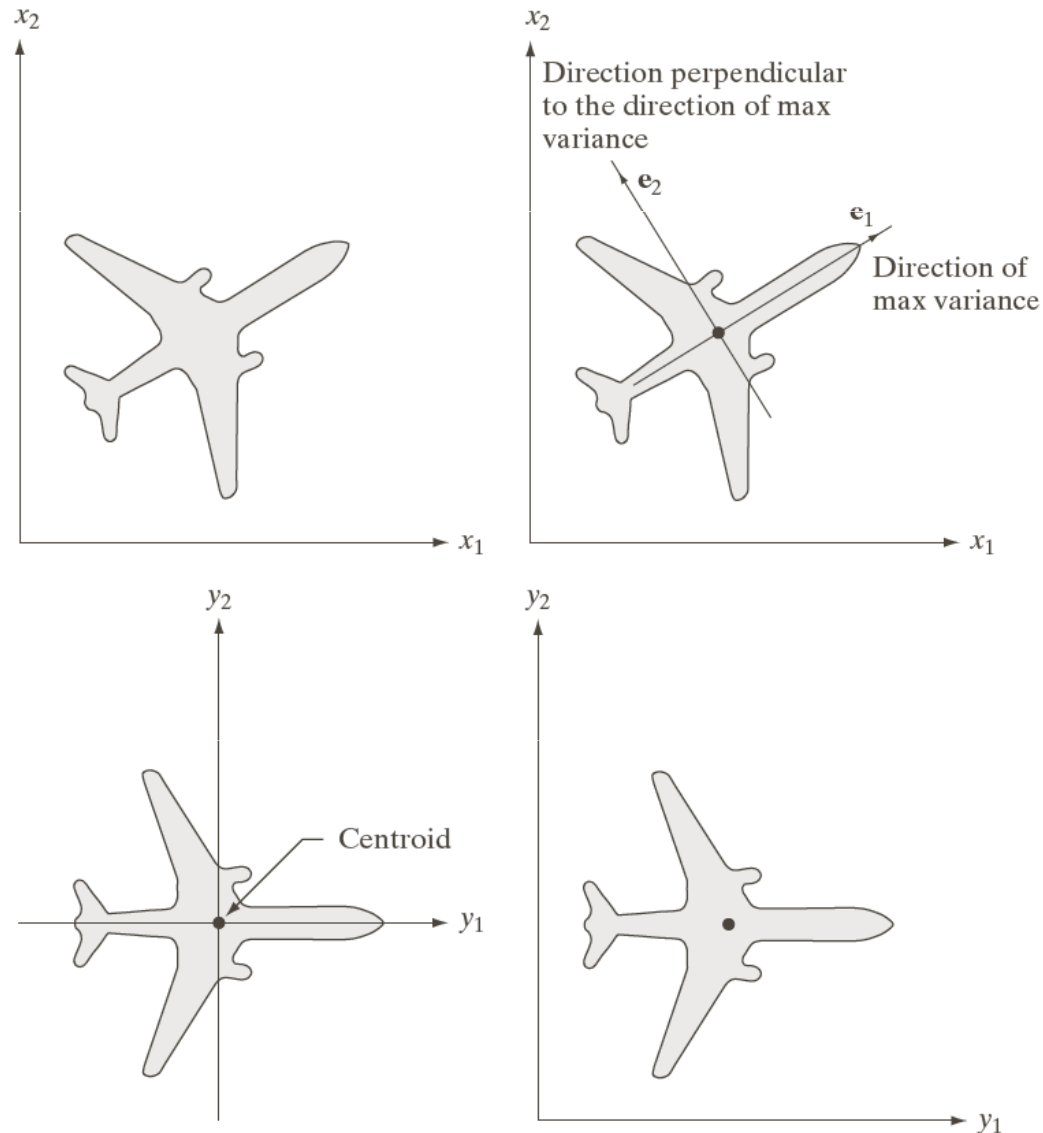 x2
x2
Direction perpendicular
to the direction of max
variance
e2
e1
Direction of
max variance
x1
x1
y2
y2
Centroid
y1
y1